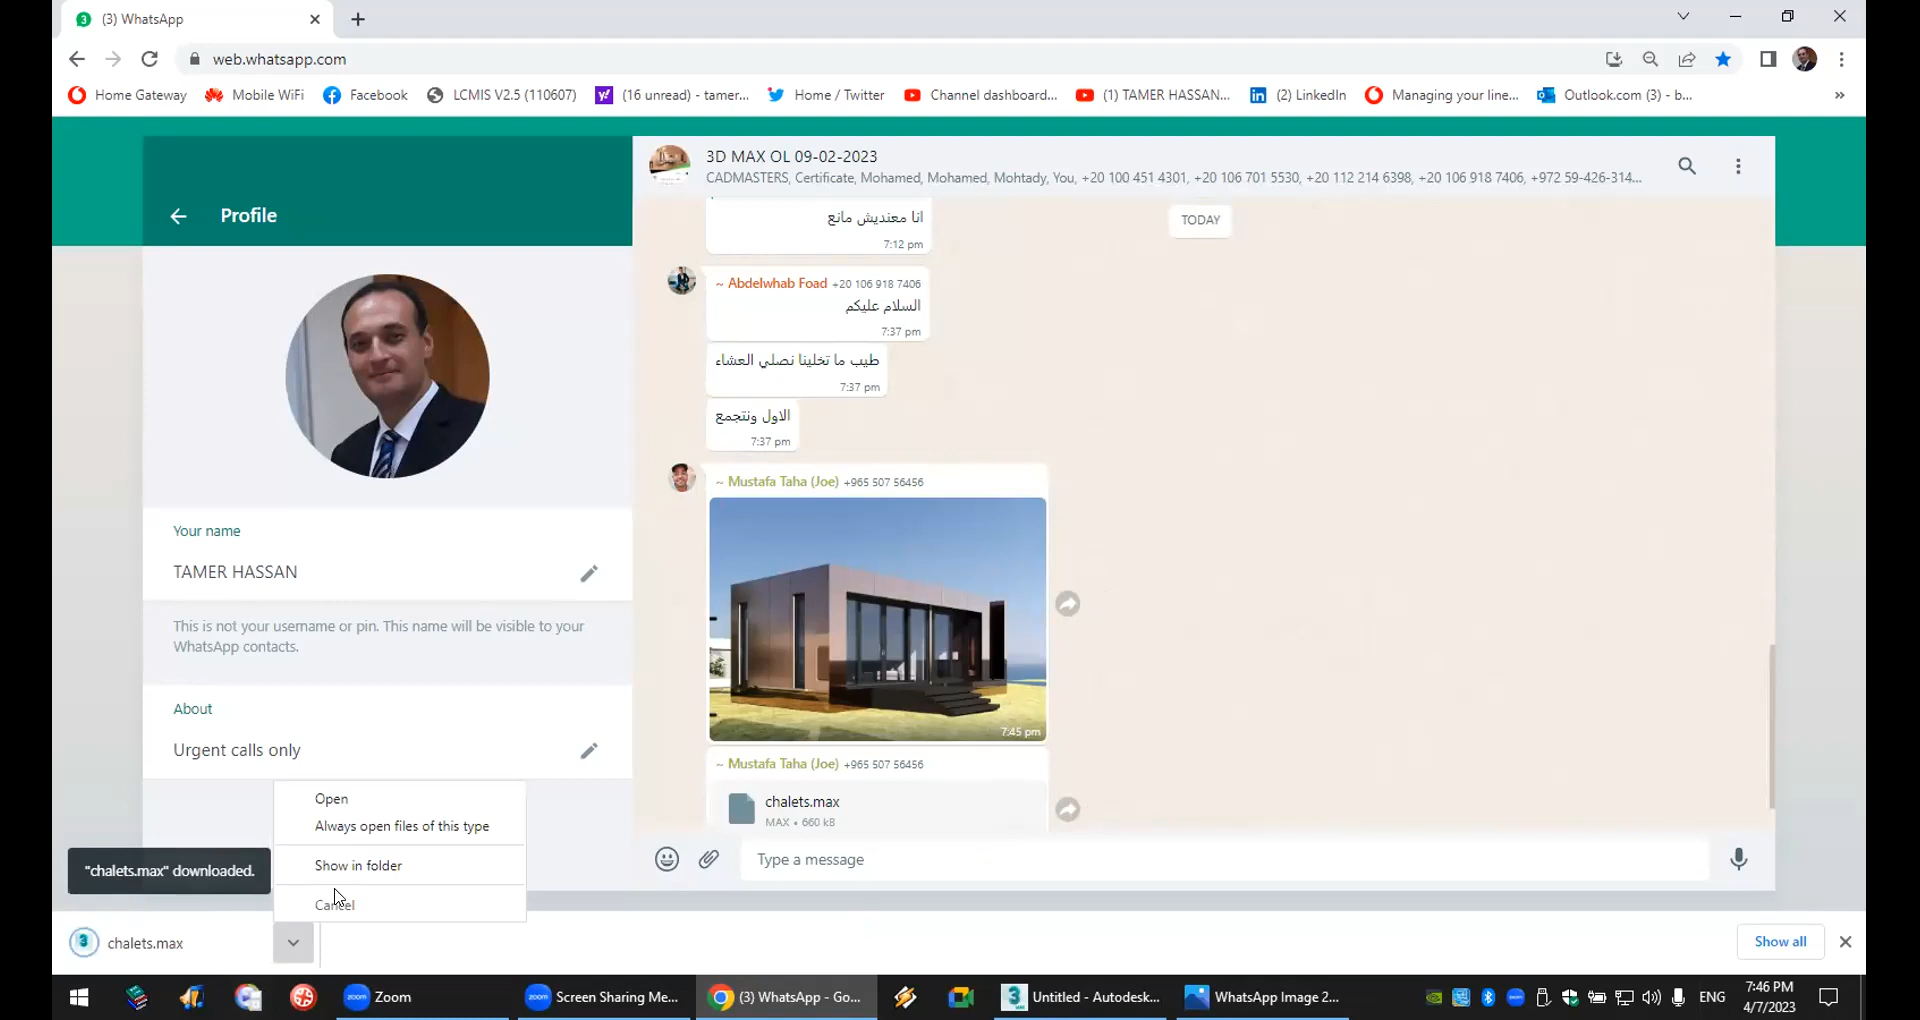 (3) WhatsApp
web.whatsapp.com
Home Gateway
Mobile WiFi
Facebook
LCMIS V2.5 (110607)
(16 unread) - tamer...
Home / Twitter
Channel dashboard...
(1) TAMER HASSAN...
(2) LinkedIn
Managing your line...
Outlook.com (3) - b...
»
Profile
Your name
TAMER HASSAN
This is not your username or pin. This name will be visible to your
WhatsApp contacts.
About
Urgent calls only
Open
Always open files of this type
Show in folder
Cancel
"chalets.max" downloaded.
3D MAX OL 09-02-2023
CADMASTERS, Certificate, Mohamed, Mohamed, Mohtady, You, +20 100 451 4301, +20 106 701 5530, +20 112 214 6398, +20 106 918 7406, +972 59-426-314...
TODAY
انا معنديش مانع
7:12 pm
~ Abdelwhab Foad +20 106 918 7406
السلام عليكم
7:37 pm
طيب ما تخلينا نصلي العشاء
7:37 pm
الاول ونتجمع
7:37 pm
~ Mustafa Taha (Joe) +965 507 56456
7:45 pm
~ Mustafa Taha (Joe) +965 507 56456
chalets.max
MAX • 660 kB
Type a message
chalets.max
Show all
zoom Zoom
zoom Screen Sharing Me...
(3) WhatsApp - Go...
Untitled - Autodesk...
WhatsApp Image 2...
ENG
7:46 PM
4/7/2023